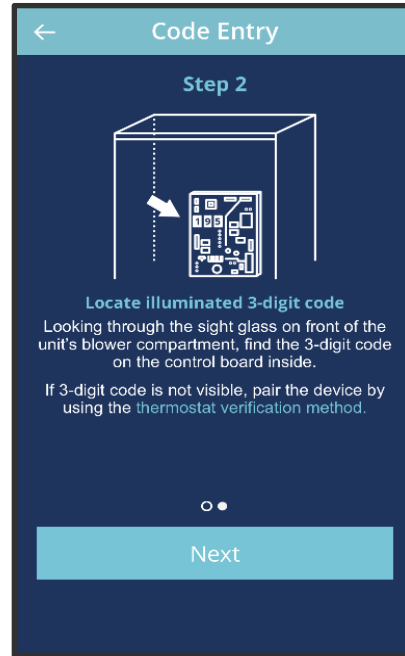 Code Entry
Step 2
195
Locate illuminated 3-digit code
Looking through the sight glass on front of the
unit's blower compartment, find the 3-digit code
on the control board inside.
If 3-digit code is not visible, pair the device by
using the thermostat verification method.
Next